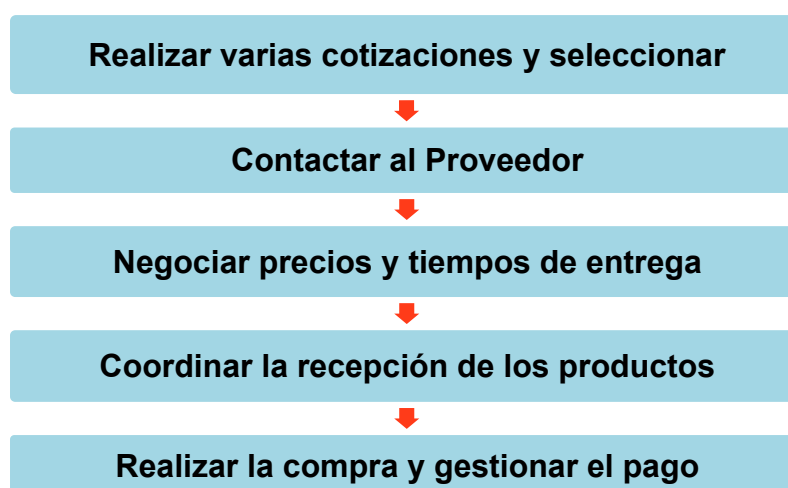 Realizar varias cotizaciones y seleccionar
Contactar al Proveedor
Negociar precios y tiempos de entrega
Coordinar la recepción de los productos
Realizar la compra y gestionar el pago